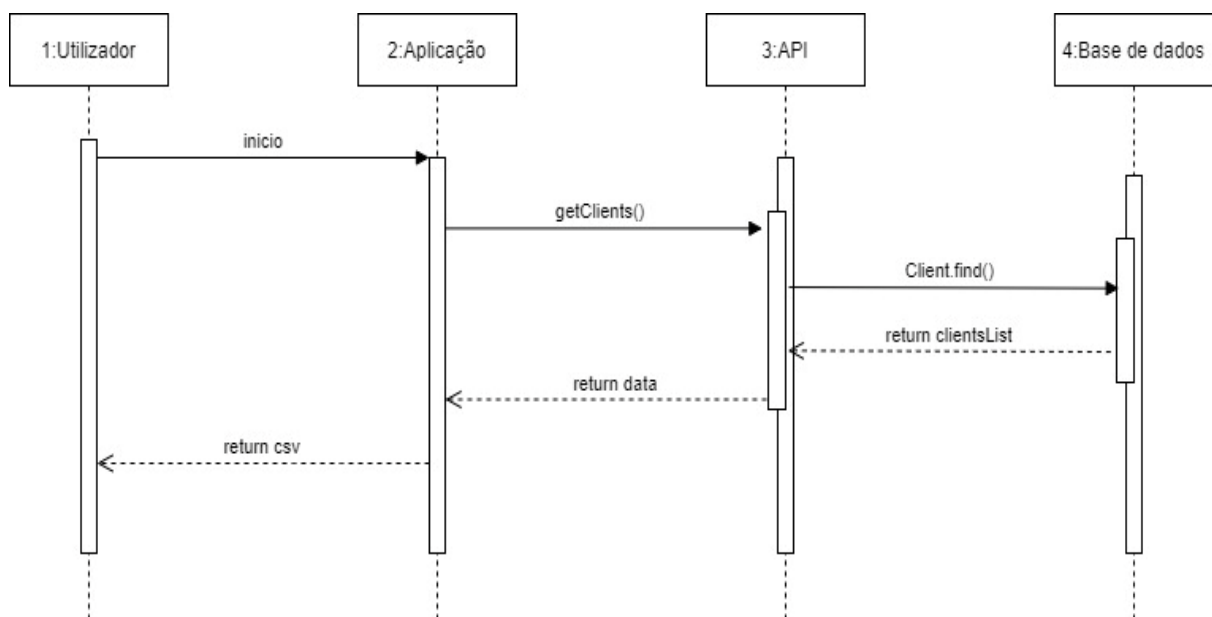 1:Utilizador
2:Aplicação
3:API
4:Base de dados
inicio
getClients()
Client.find()
return clientsList
return data
return csv